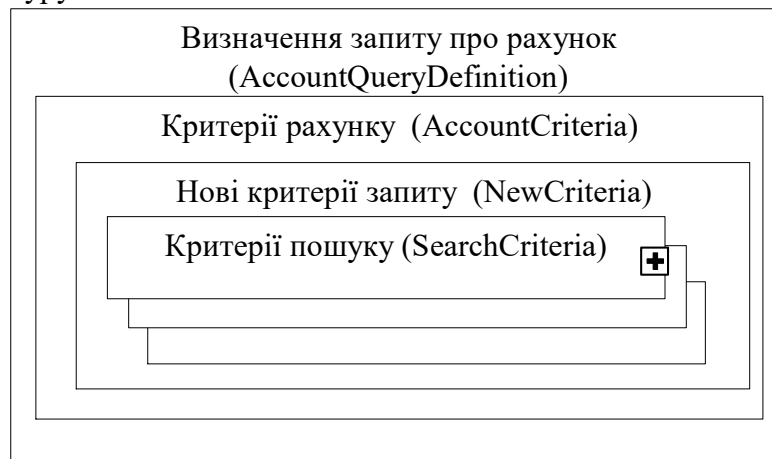 Визначення запиту про рахунок
(AccountQueryDefinition)
Критерії рахунку (AccountCriteria)
Нові критерії запиту (NewCriteria)
Критерії пошуку (SearchCriteria)